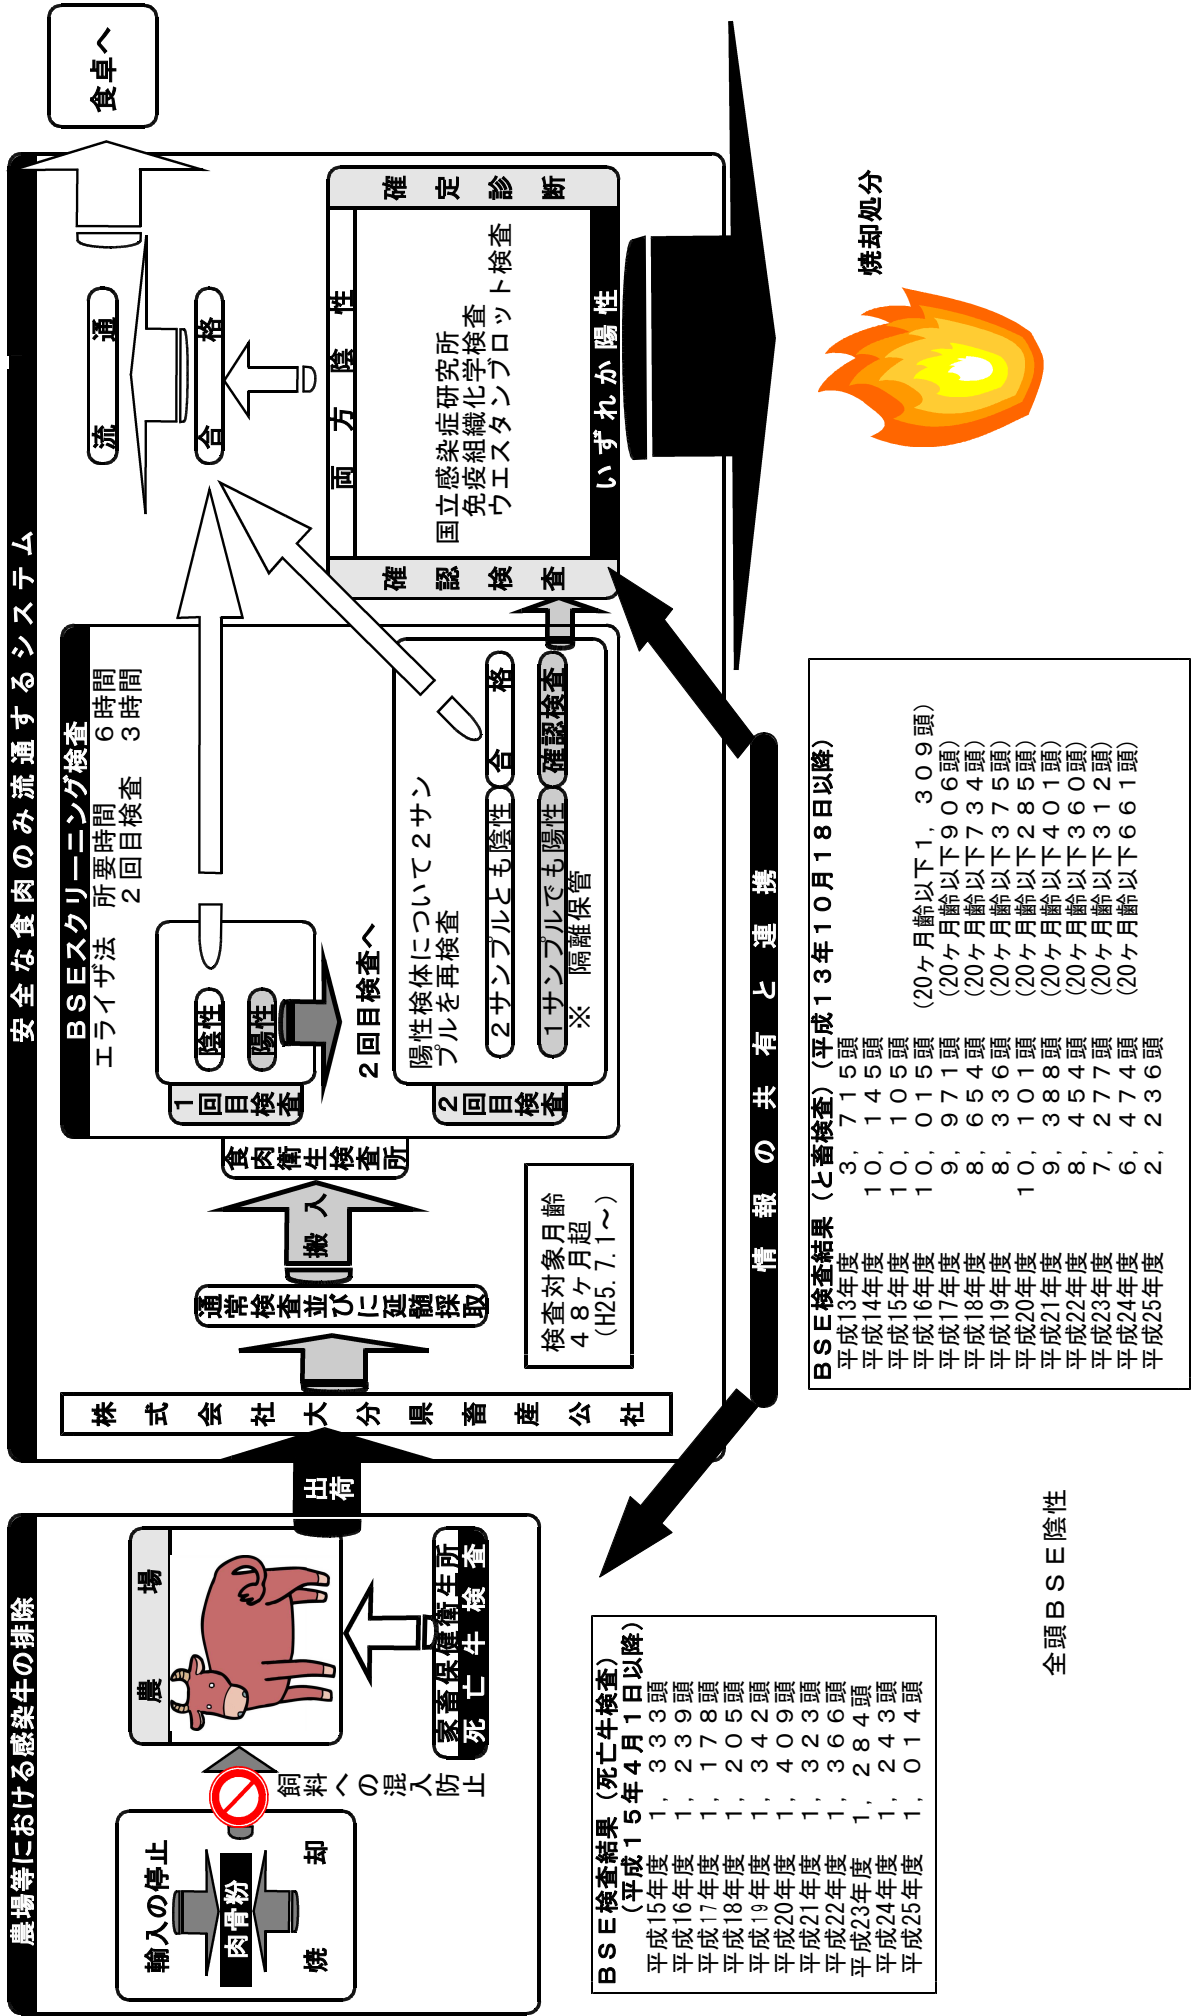 農場等における感染牛の排除
輸入の停止
肉骨粉
焼　却
飼料への混入防止
農　場
家畜保健衛生所
死亡牛検査
出荷
安全な食肉のみ流通するシステム
株式会社大分県畜産公社
通常検査並びに延髄採取
搬入
食肉衛生検査所
検査対象月齢
４８ヶ月超
（H25.7.1～）
ＢＳＥスクリーニング検査
エライザ法　所要時間　６時間
２回目検査　３時間
１回目検査
陰性
陽性
２回目検査へ
２回目検査
陽性検体について２サン
プルを再検査
２サンプルとも陰性　合　格
１サンプルでも陽性　確認検査
※　隔離保管
確認検査
両方陰性
国立感染症研究所
免疫組織化学検査
ウエスタンブロット検査
いずれか陽性
確定診断
合　格
流　通
食卓へ
焼却処分
情報の共有と連携
ＢＳＥ検査結果（死亡牛検査）
（平成１５年４月１日以降）
平成15年度　１，３３３頭
平成16年度　１，２３９頭
平成17年度　１，１７８頭
平成18年度　１，２０５頭
平成19年度　１，３４２頭
平成20年度　１，４０９頭
平成21年度　１，３２３頭
平成22年度　１，３６６頭
平成23年度　１，２８４頭
平成24年度　１，２４３頭
平成25年度　１，０１４頭
ＢＳＥ検査結果（と畜検査）（平成１３年１０月１８日以降）
平成13年度　３，７１５頭
平成14年度　１０，１４５頭
平成15年度　１０，１０５頭
平成16年度　１０，０１５頭　（20ヶ月齢以下１，３０９頭）
平成17年度　９，９７１頭　（20ヶ月齢以下９０６頭）
平成18年度　８，６５４頭　（20ヶ月齢以下７３４頭）
平成19年度　８，３３６頭　（20ヶ月齢以下３７５頭）
平成20年度　１０，１０１頭　（20ヶ月齢以下２８５頭）
平成21年度　９，３８８頭　（20ヶ月齢以下４０１頭）
平成22年度　８，４５４頭　（20ヶ月齢以下３６０頭）
平成23年度　７，２７７頭　（20ヶ月齢以下３１２頭）
平成24年度　６，４７４頭　（20ヶ月齢以下６６１頭）
平成25年度　２，２３６頭
全頭ＢＳＥ陰性